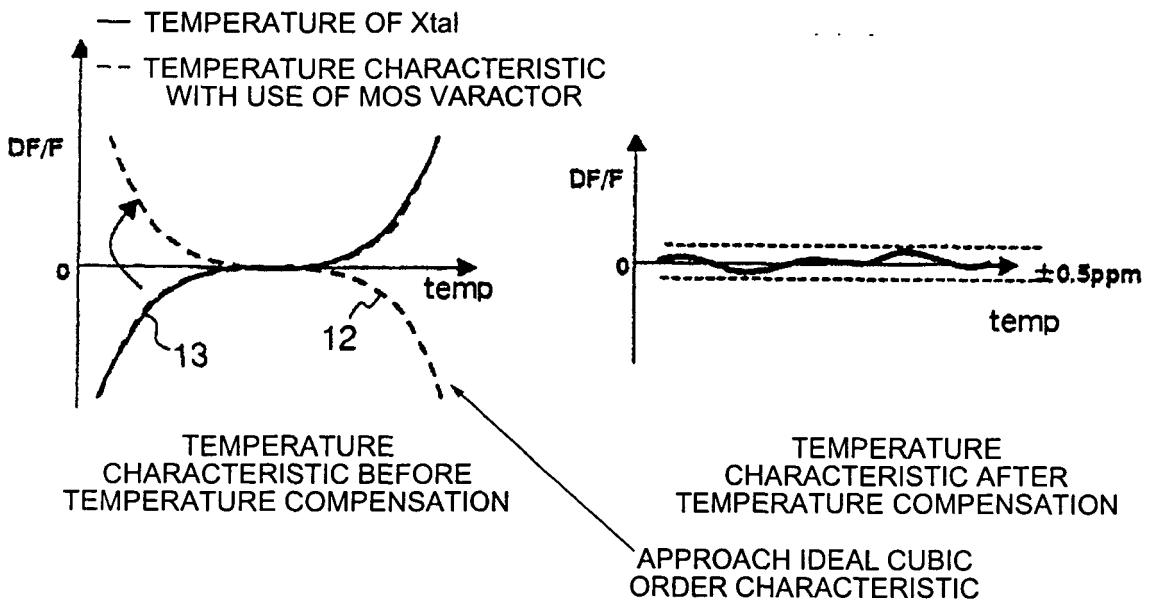 TEMPERATURE OF Xtal
TEMPERATURE CHARACTERISTIC
WITH USE OF MOS VARACTOR
DF/F
0
temp
13
12
TEMPERATURE
CHARACTERISTIC BEFORE
TEMPERATURE COMPENSATION
DF/F
0
±0.5ppm
temp
TEMPERATURE
CHARACTERISTIC AFTER
TEMPERATURE COMPENSATION
APPROACH IDEAL CUBIC
ORDER CHARACTERISTIC